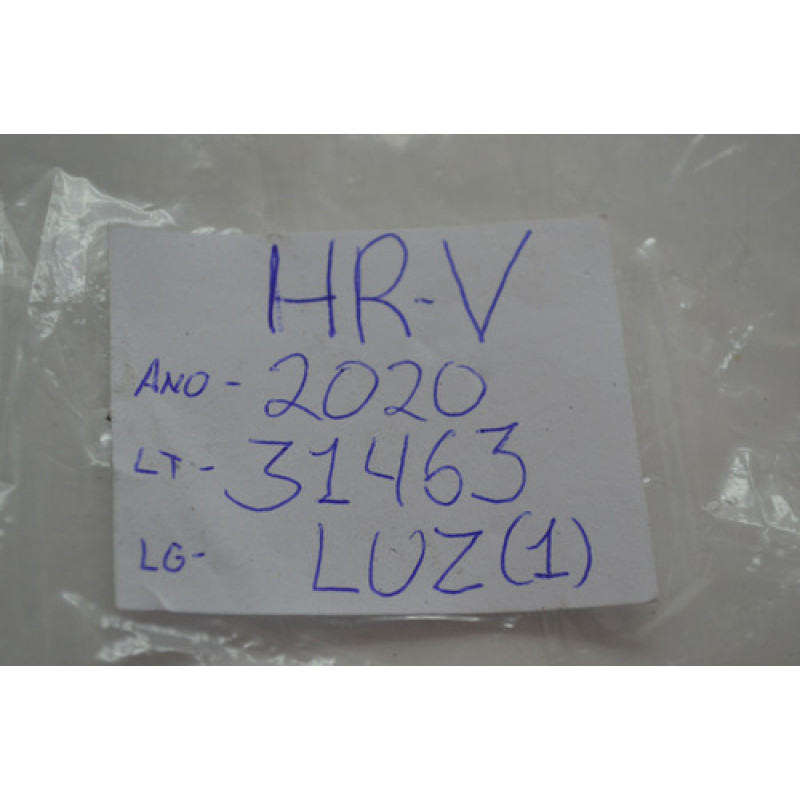 HR-V
ANO - 2020
LT - 31463
LG - LUZ (1)